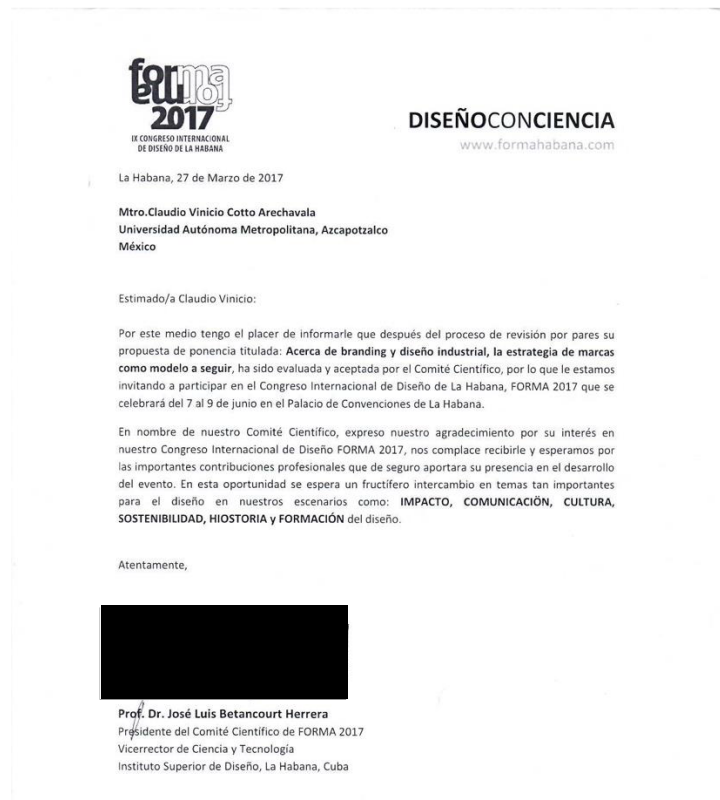 forma
2017
IX CONGRESO INTERNACIONAL
DE DISEÑO DE LA HABANA
DISEÑOCONCIENCIA
www.formahabana.com
La Habana, 27 de Marzo de 2017
Mtro.Claudio Vinicio Cotto Arechavala
Universidad Autónoma Metropolitana, Azcapotzalco
México
Estimado/a Claudio Vinicio:
Por este medio tengo el placer de informarle que después del proceso de revisión por pares su
propuesta de ponencia titulada: Acerca de branding y diseño industrial, la estrategia de marcas
como modelo a seguir, ha sido evaluada y aceptada por el Comité Científico, por lo que le estamos
invitando a participar en el Congreso Internacional de Diseño de La Habana, FORMA 2017 que se
celebrará del 7 al 9 de junio en el Palacio de Convenciones de La Habana.
En nombre de nuestro Comité Científico, expreso nuestro agradecimiento por su interés en
nuestro Congreso Internacional de Diseño FORMA 2017, nos complace recibirle y esperamos por
las importantes contribuciones profesionales que de seguro aportara su presencia en el desarrollo
del evento. En esta oportunidad se espera un fructífero intercambio en temas tan importantes
para el diseño en nuestros escenarios como: IMPACTO, COMUNICACIÖN, CULTURA,
SOSTENIBILIDAD, HIOSTORIA y FORMACIÓN del diseño.
Atentamente,
Prof. Dr. José Luis Betancourt Herrera
Presidente del Comité Científico de FORMA 2017
Vicerrector de Ciencia y Tecnología
Instituto Superior de Diseño, La Habana, Cuba